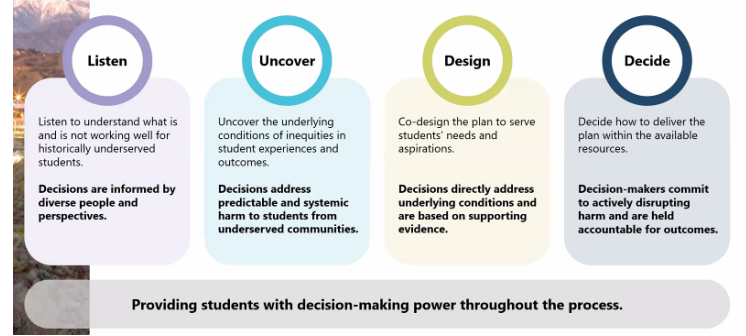 Listen
Listen to understand what is
and is not working well for
historically underserved
students.
Decisions are informed by
diverse people and
perspectives.
Uncover
Uncover the underlying
conditions of inequities in
student experiences and
outcomes.
Decisions address
predictable and systemic
harm to students from
underserved communities.
Design
Co-design the plan to serve
students' needs and
aspirations.
Decisions directly address
underlying conditions and
are based on supporting
evidence.
Decide
Decide how to deliver the
plan within the available
resources.
Decision-makers commit
to actively disrupting
harm and are held
accountable for outcomes.
Providing students with decision-making power throughout the process.